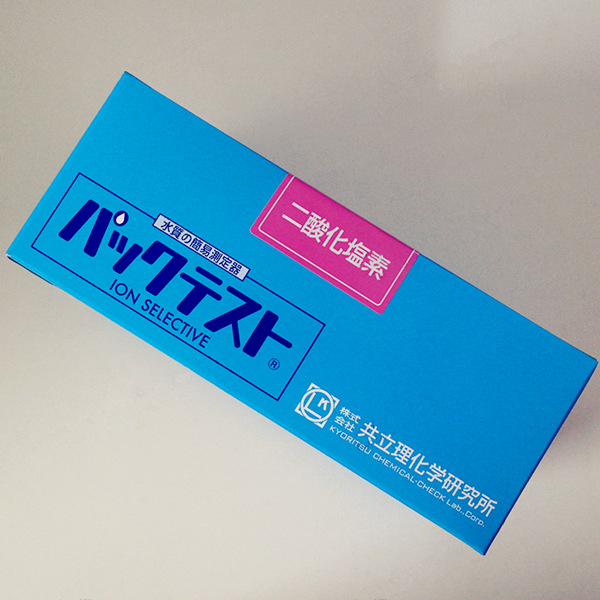 二酸化塩素
水質の簡易測定器
パックテスト
ION SELECTIVE
®
LK
株式
会社 共立理化学研究所
KYORITSU CHEMICAL-CHECK Lab.,Corp.